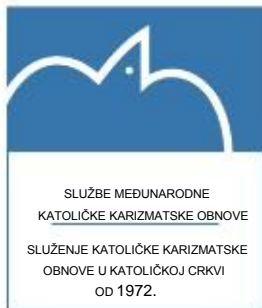 SLUŽBE MEĐUNARODNE
KATOLIČKE KARIZMATSKE OBNOVE
SLUŽENJE KATOLIČKE KARIZMATSKE
OBNOVE U KATOLIČKOJ CRKVI
OD 1972.